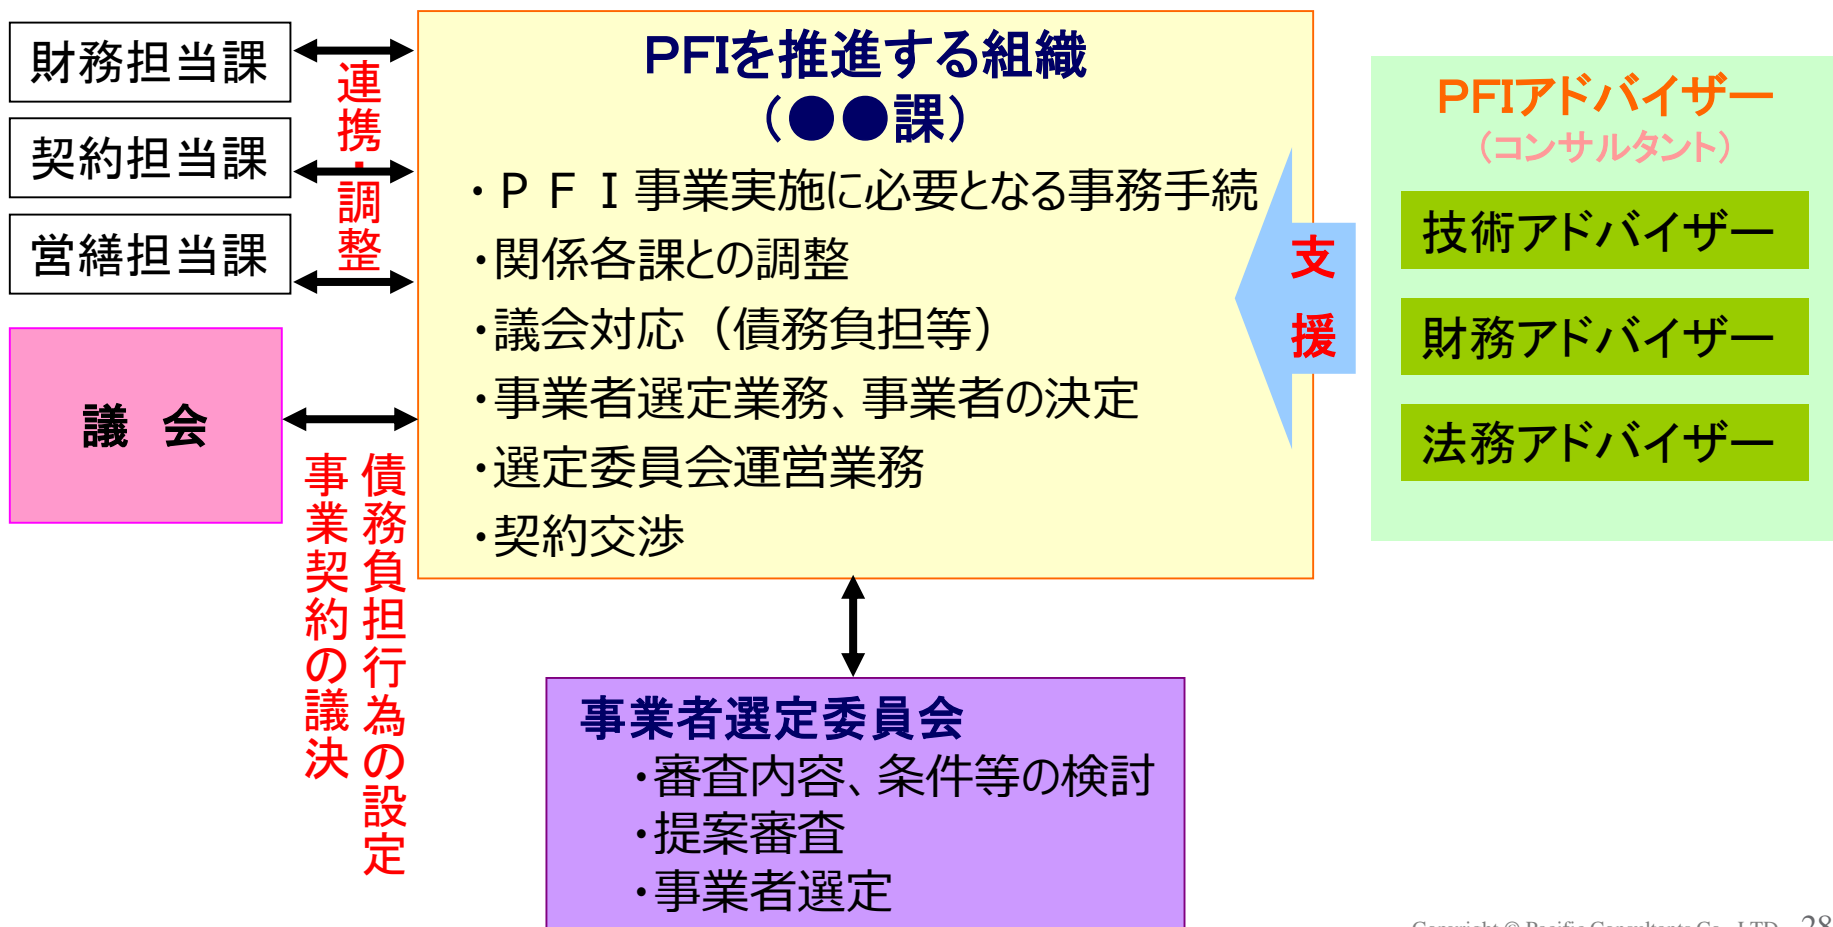 財務担当課
契約担当課
営繕担当課
連携・調整
議　会
債務負担行為の設定
事業契約の議決
PFIを推進する組織
（●●課）
・ＰＦＩ事業実施に必要となる事務手続
・関係各課との調整
・議会対応（債務負担等）
・事業者選定業務、事業者の決定
・選定委員会運営業務
・契約交渉
支援
PFIアドバイザー
（コンサルタント）
技術アドバイザー
財務アドバイザー
法務アドバイザー
事業者選定委員会
・審査内容、条件等の検討
・提案審査
・事業者選定
Copyright © Pacific Consultants Co., LTD. 28